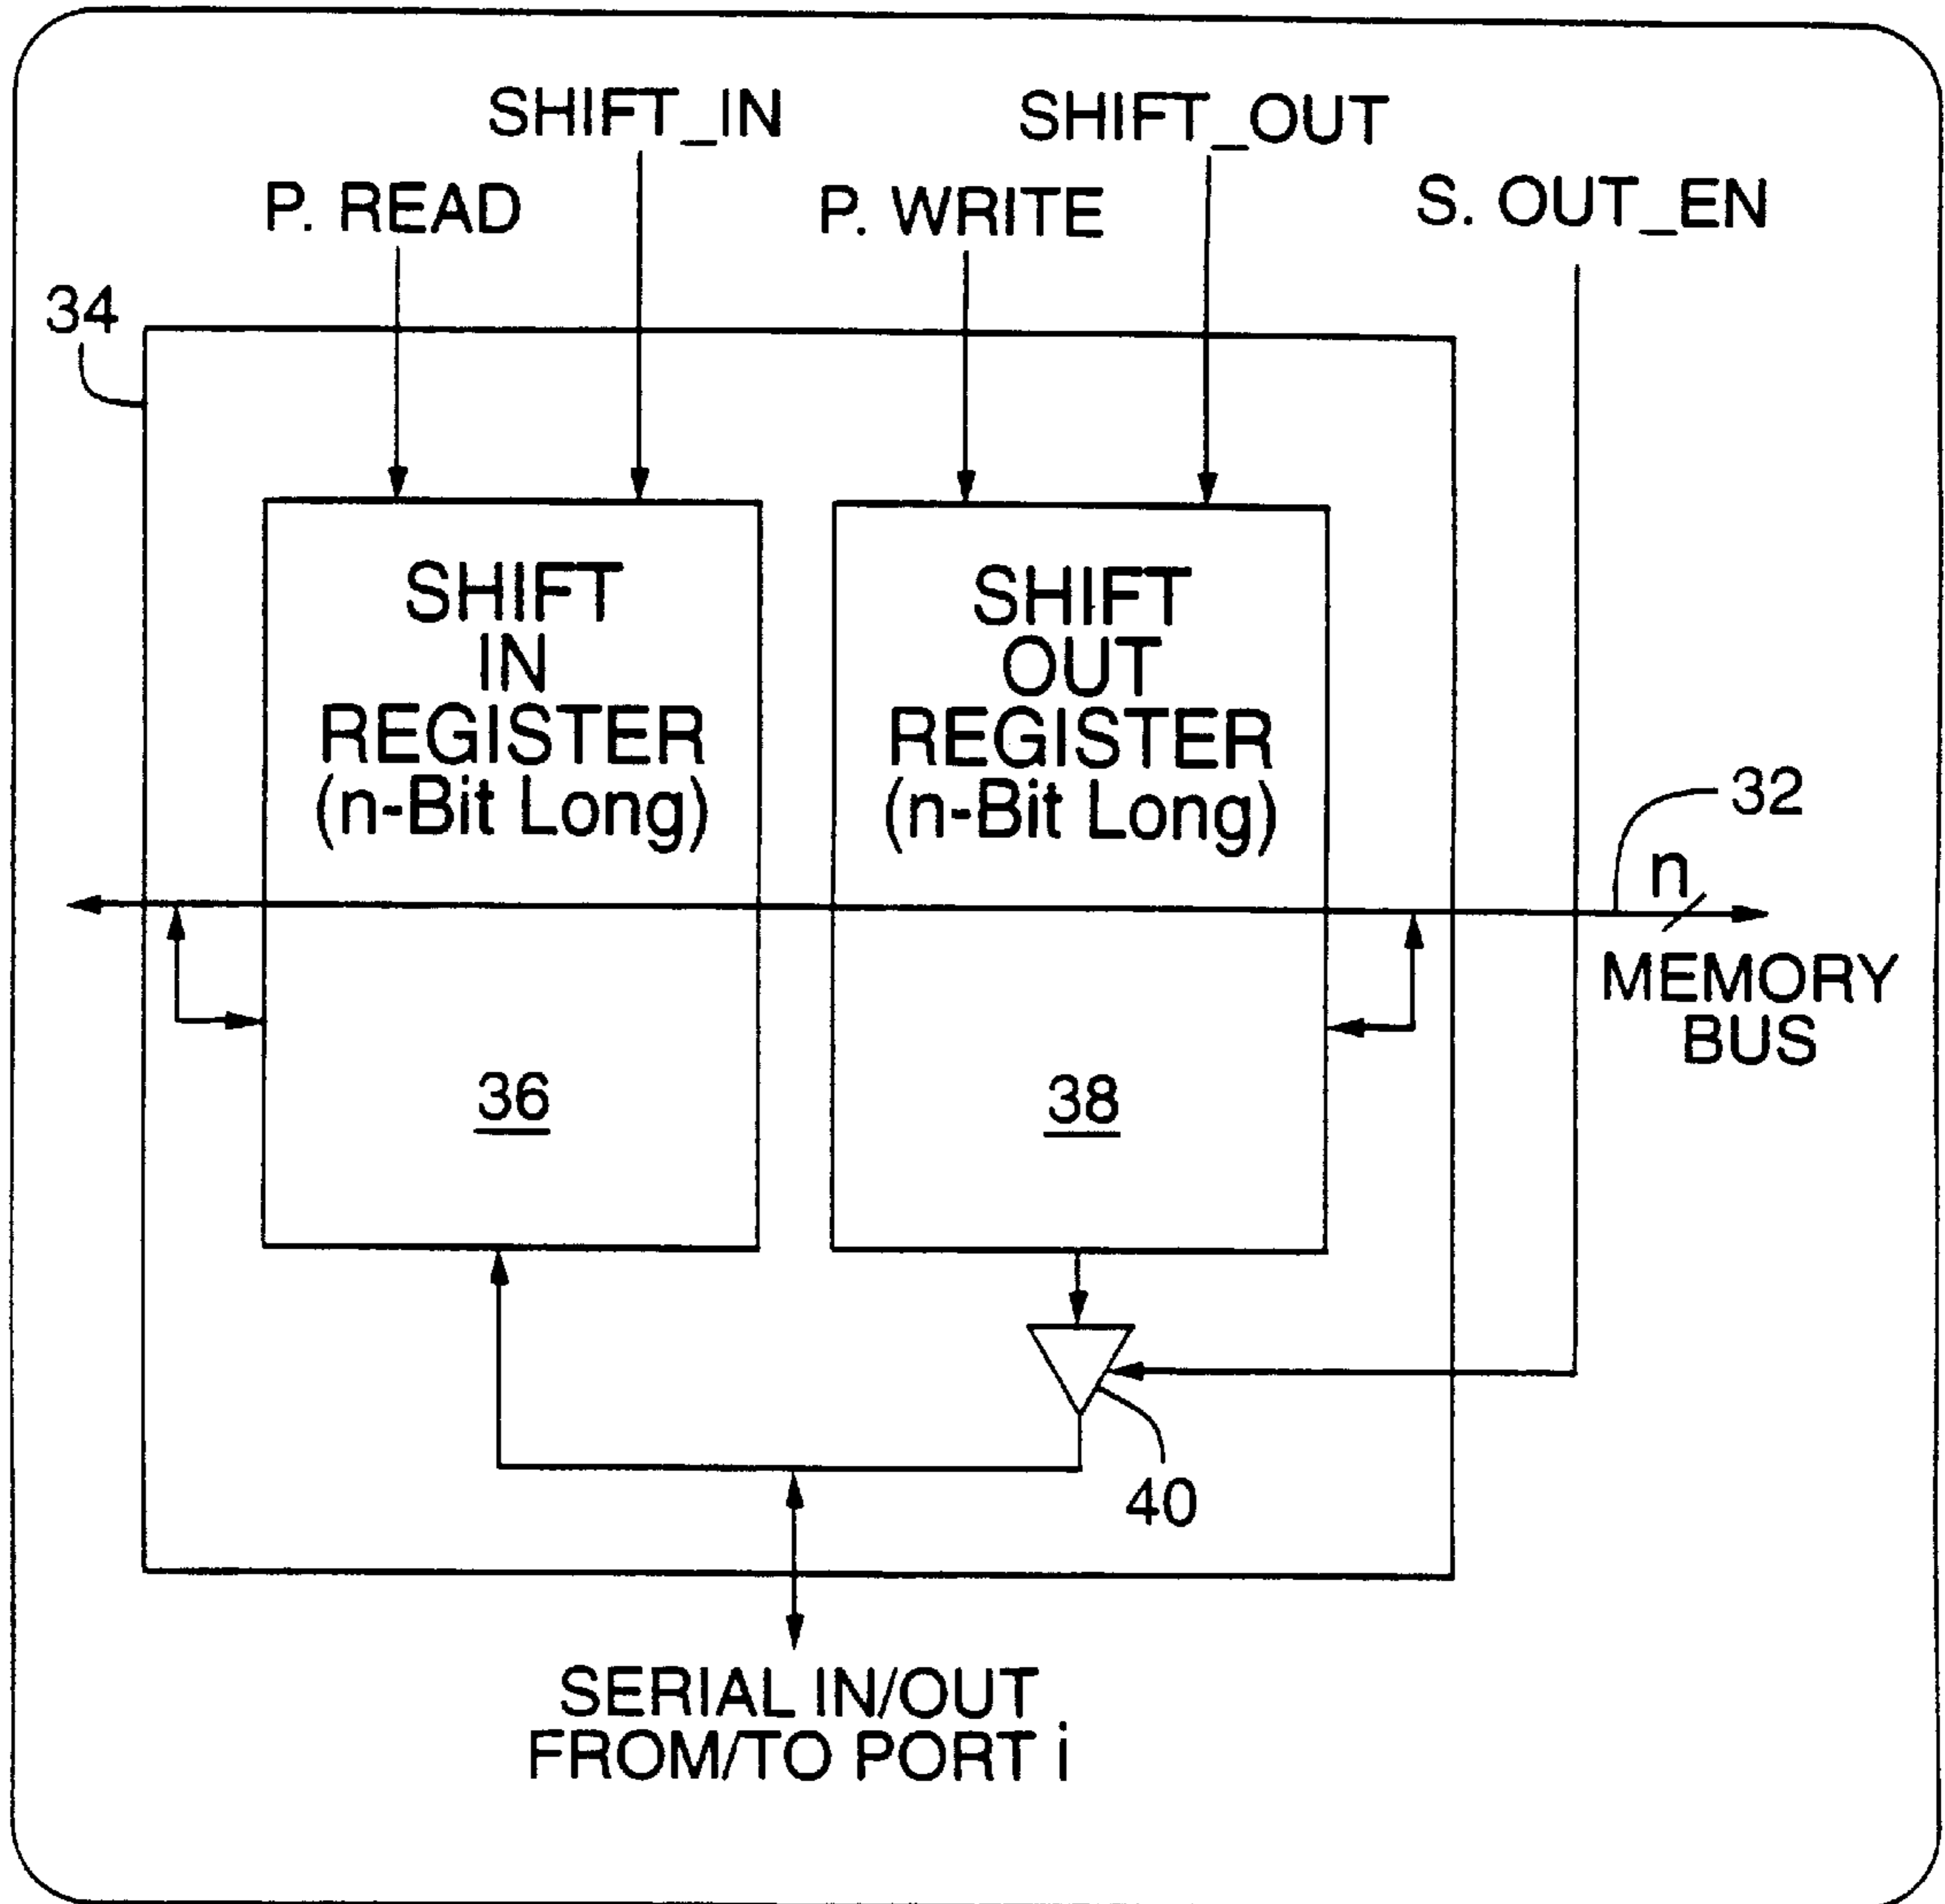 SHIFT_IN
SHIFT_OUT
P. READ
P. WRITE
S. OUT_EN
34
SHIFT
IN
REGISTER
(n-Bit Long)
36
SHIFT
OUT
REGISTER
(n-Bit Long)
38
32
n
MEMORY
BUS
40
SERIAL IN/OUT
FROM/TO PORT i